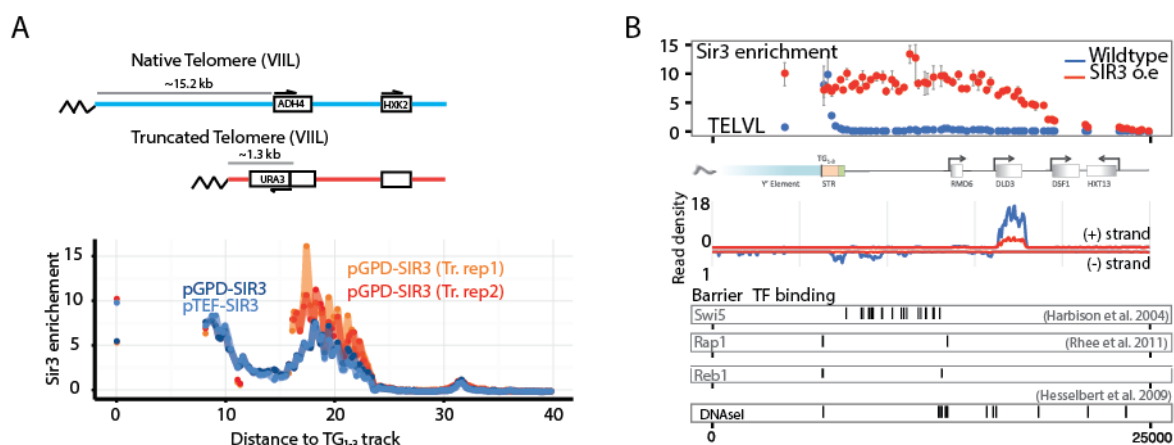 A
Native Telomere (VIIL)
~15.2 kb
ADH4
HXK2
Truncated Telomere (VIIL)
~1.3 kb
URA3
Sir3 enrichment
15
10
5
0
pGPD-SIR3
pTEF-SIR3
pGPD-SIR3 (Tr. rep1)
pGPD-SIR3 (Tr. rep2)
0 10 20 30 40
Distance to TG1-3 track
B
Sir3 enrichment
Wildtype
SIR3 o.e
15
10
5
0
TELVL
TG1-3
Y' Element
STR
RMD6
DLD3
DSF1
HXT13
Read density
18
0
1
(+) strand
(-) strand
Barrier TF binding
Swi5
(Harbison et al. 2004)
Rap1
(Rhee et al. 2011)
Reb1
(Hesselbert et al. 2009)
DNAseI
0 25000